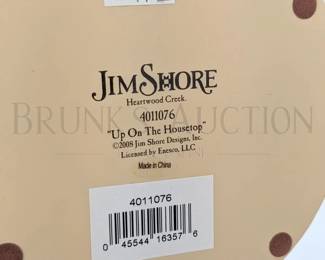 JIM SHORE
Heartwood Creek.
4011076
BRUNK AUCTION
"Up On The Housetop"
©2008 Jim Shore Designs, Inc.
Licensed by Enesco, LLC
Made in China
4011076
0 45544 16357 6